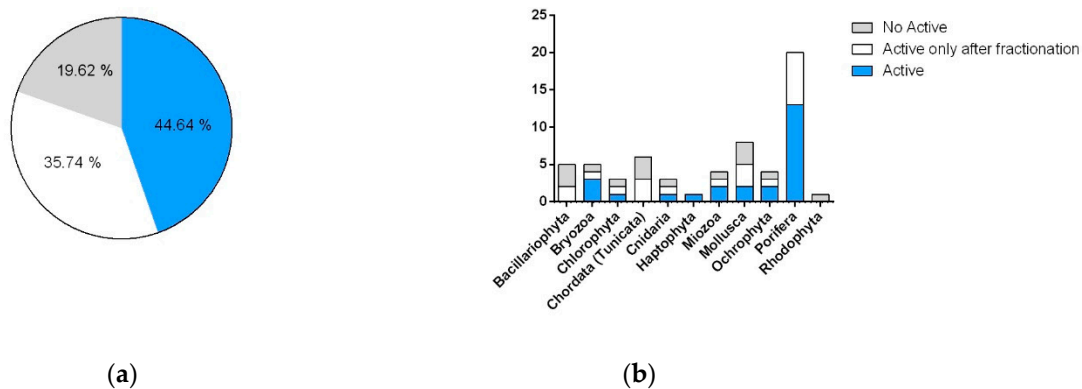 19.62 %
44.64 %
35.74 %
(a)
25
20
15
10
5
0
Bacillariophyta
Bryozoa
Chlorophyta
Chordata (Tunicata)
Cnidaria
Haptophyta
Miozoa
Mollusca
Ochrophyta
Porifera
Rhodophyta
No Active
Active only after fractionation
Active
(b)